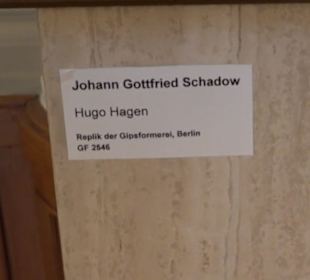 Johann Gottfried Schadow
Hugo Hagen
Replik der Gipsformerei, Berlin
GF 2546